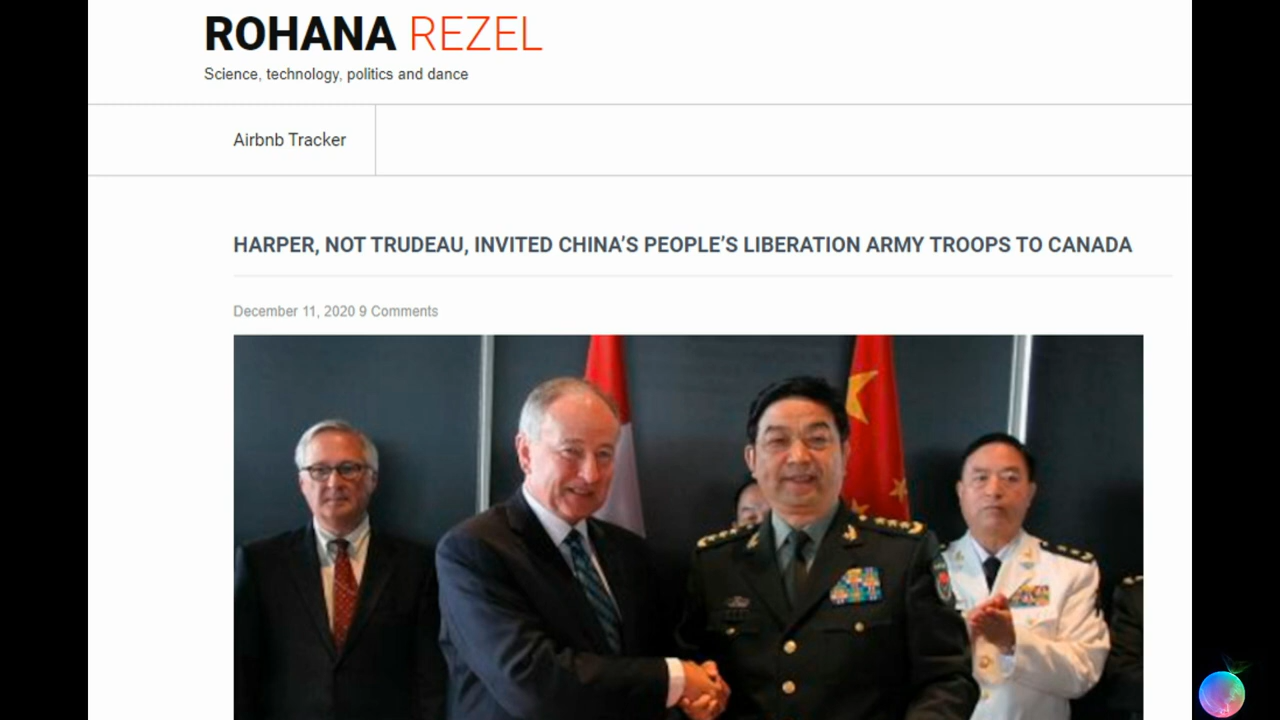 ROHANA REZEL
Science, technology, politics and dance
Airbnb Tracker
HARPER, NOT TRUDEAU, INVITED CHINA’S PEOPLE’S LIBERATION ARMY TROOPS TO CANADA
December 11, 2020 9 Comments